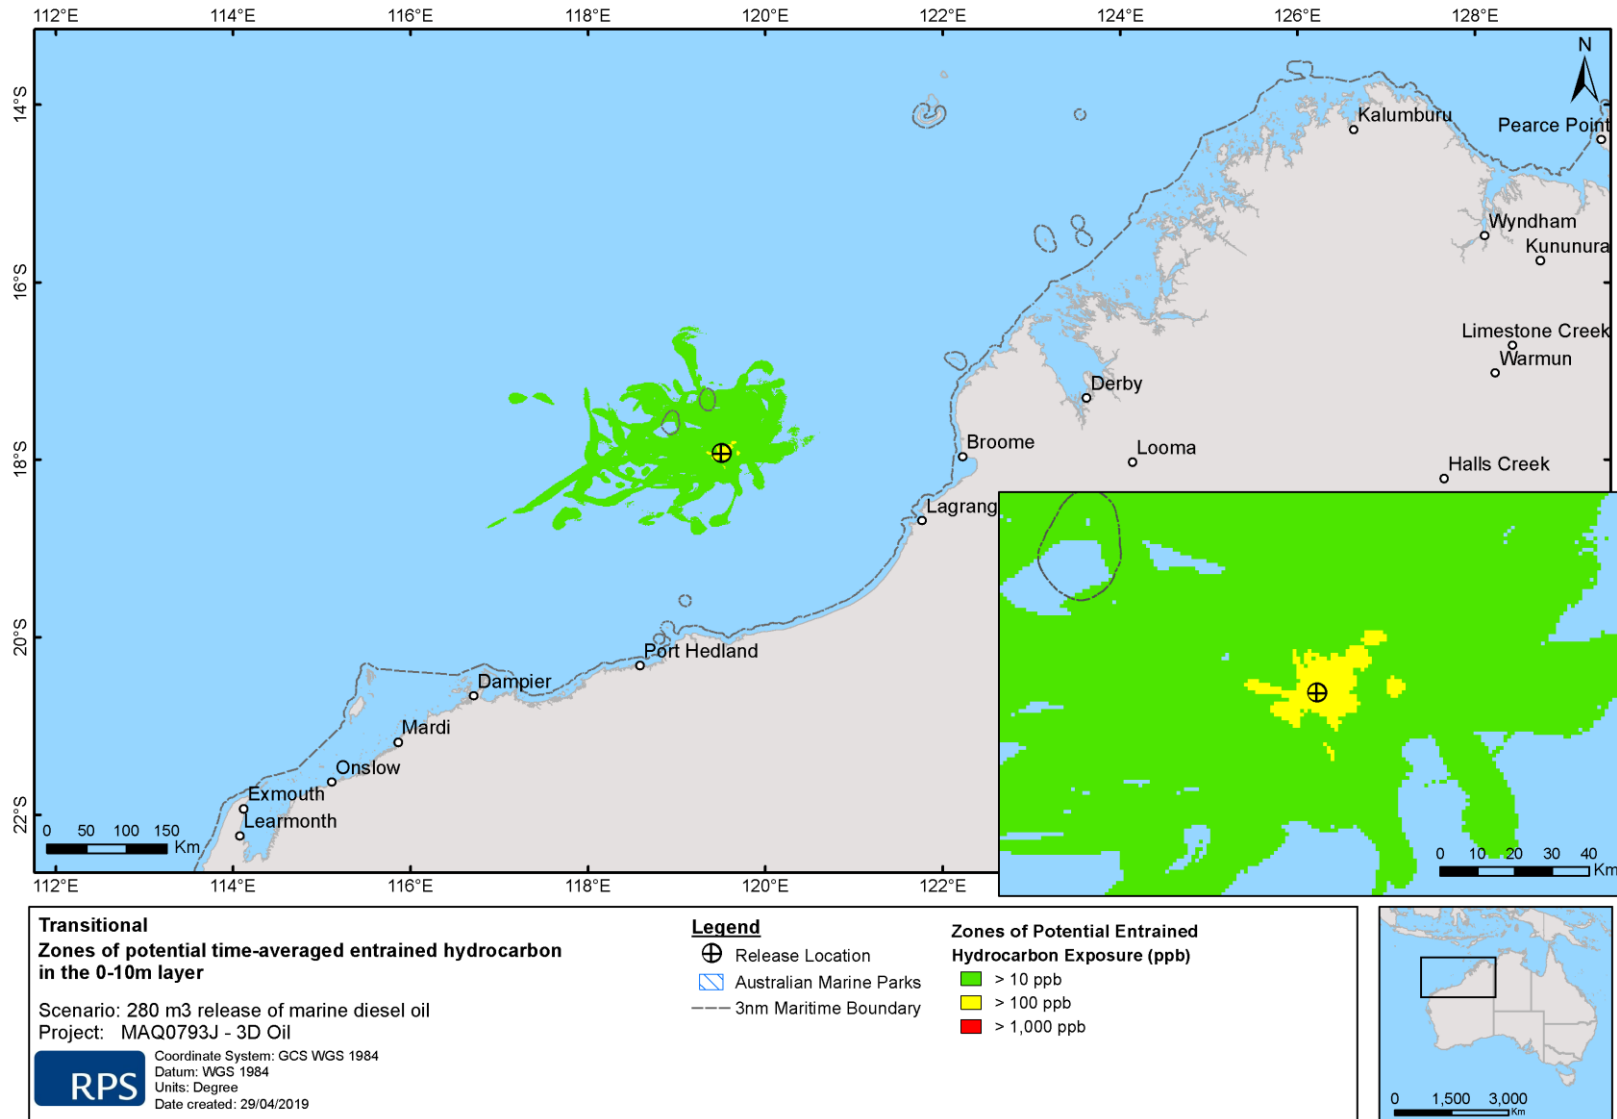 112°E 114°E 116°E 118°E 120°E 122°E 124°E 126°E 128°E
N
14°S
Kalumburu
Pearce Point
Wyndham
Kununura
16°S
Limestone Creek
Warmun
Derby
Broome
Looma
18°S
Halls Creek
Lagrang
20°S
Port Hedland
Dampier
Mardi
Onslow
Exmouth
22°S
Learmonth
0 50 100 150
Km
0 10 20 30 40
Km
112°E 114°E 116°E 118°E 120°E 122°E
Transitional
Zones of potential time-averaged entrained hydrocarbon
in the 0-10m layer
Scenario: 280 m3 release of marine diesel oil
Project: MAQ0793J - 3D Oil
RPS
Coordinate System: GCS WGS 1984
Datum: WGS 1984
Units: Degree
Date created: 29/04/2019
Legend
Release Location
Australian Marine Parks
3nm Maritime Boundary
Zones of Potential Entrained
Hydrocarbon Exposure (ppb)
> 10 ppb
> 100 ppb
> 1,000 ppb
0 1,500 3,000
Km